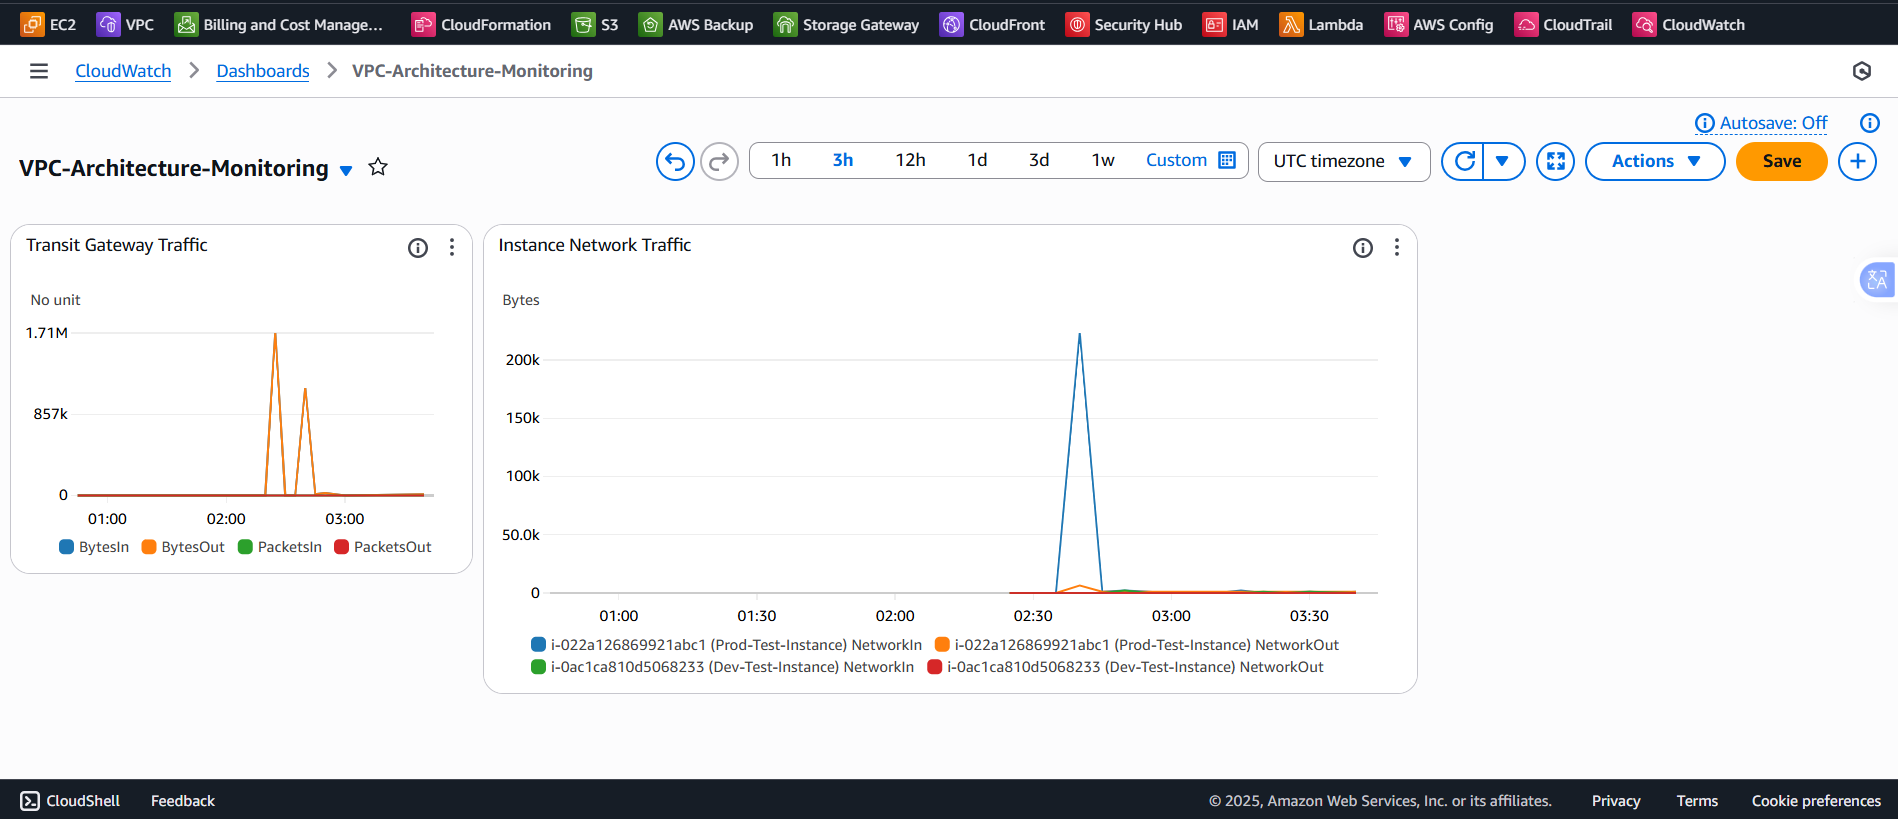 EC2 VPC Billing and Cost Manage... CloudFormation S3 AWS Backup Storage Gateway CloudFront Security Hub IAM Lambda AWS Config CloudTrail CloudWatch
CloudWatch Dashboards VPC-Architecture-Monitoring
Autosave: Off
VPC-Architecture-Monitoring
1h 3h 12h 1d 3d 1w Custom UTC timezone Actions Save
Transit Gateway Traffic
No unit
1.71M
857k
0
01:00 02:00 03:00
BytesIn BytesOut PacketsIn PacketsOut
Instance Network Traffic
Bytes
200k
150k
100k
50.0k
0
01:00 01:30 02:00 02:30 03:00 03:30
i-022a126869921abc1 (Prod-Test-Instance) NetworkIn i-022a126869921abc1 (Prod-Test-Instance) NetworkOut
i-0ac1ca810d5068233 (Dev-Test-Instance) NetworkIn i-0ac1ca810d5068233 (Dev-Test-Instance) NetworkOut
CloudShell Feedback © 2025, Amazon Web Services, Inc. or its affiliates. Privacy Terms Cookie preferences